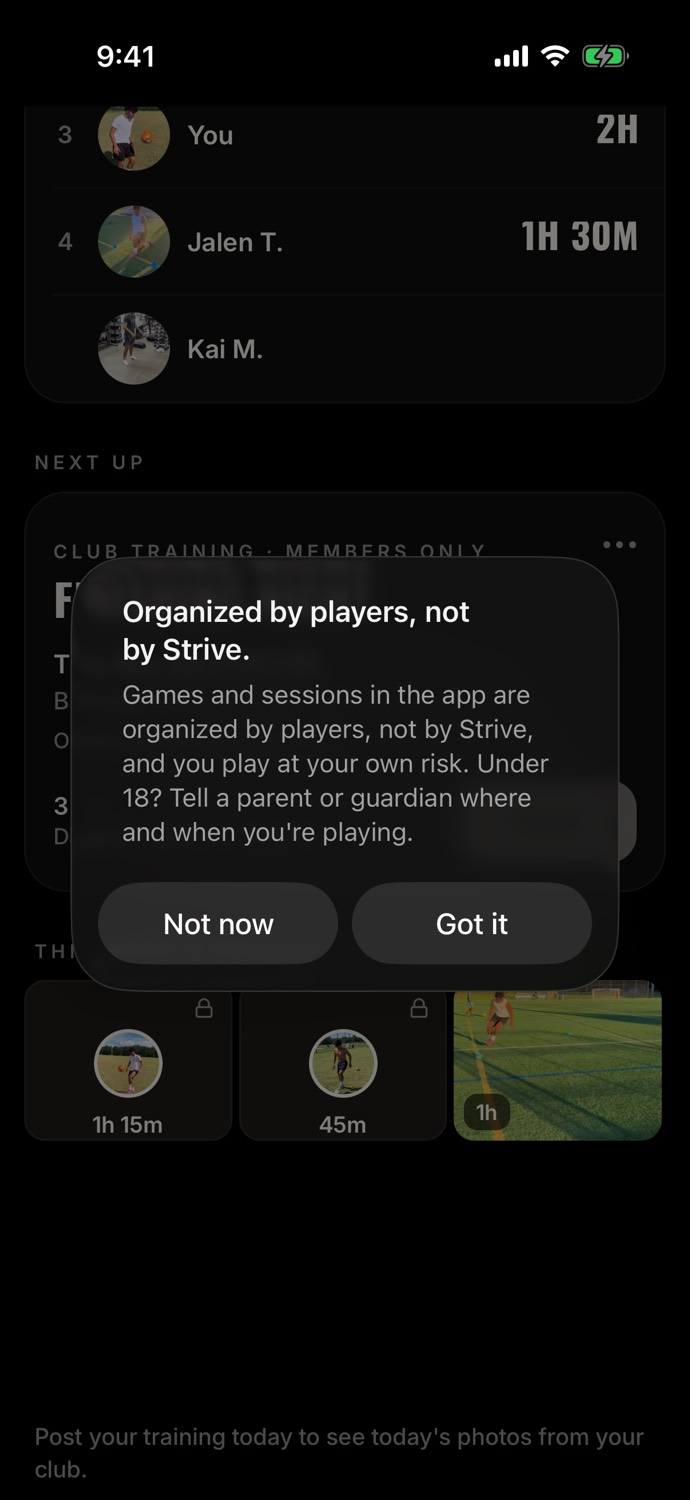 9:41
3 You 2H
4 Jalen T. 1H 30M
Kai M.
NEXT UP
CLUB TRAINING · MEMBERS ONLY
Organized by players, not
by Strive.
Games and sessions in the app are
organized by players, not by Strive,
and you play at your own risk. Under
18? Tell a parent or guardian where
and when you're playing.
Not now Got it
1h 15m 45m 1h
Post your training today to see today's photos from your
club.